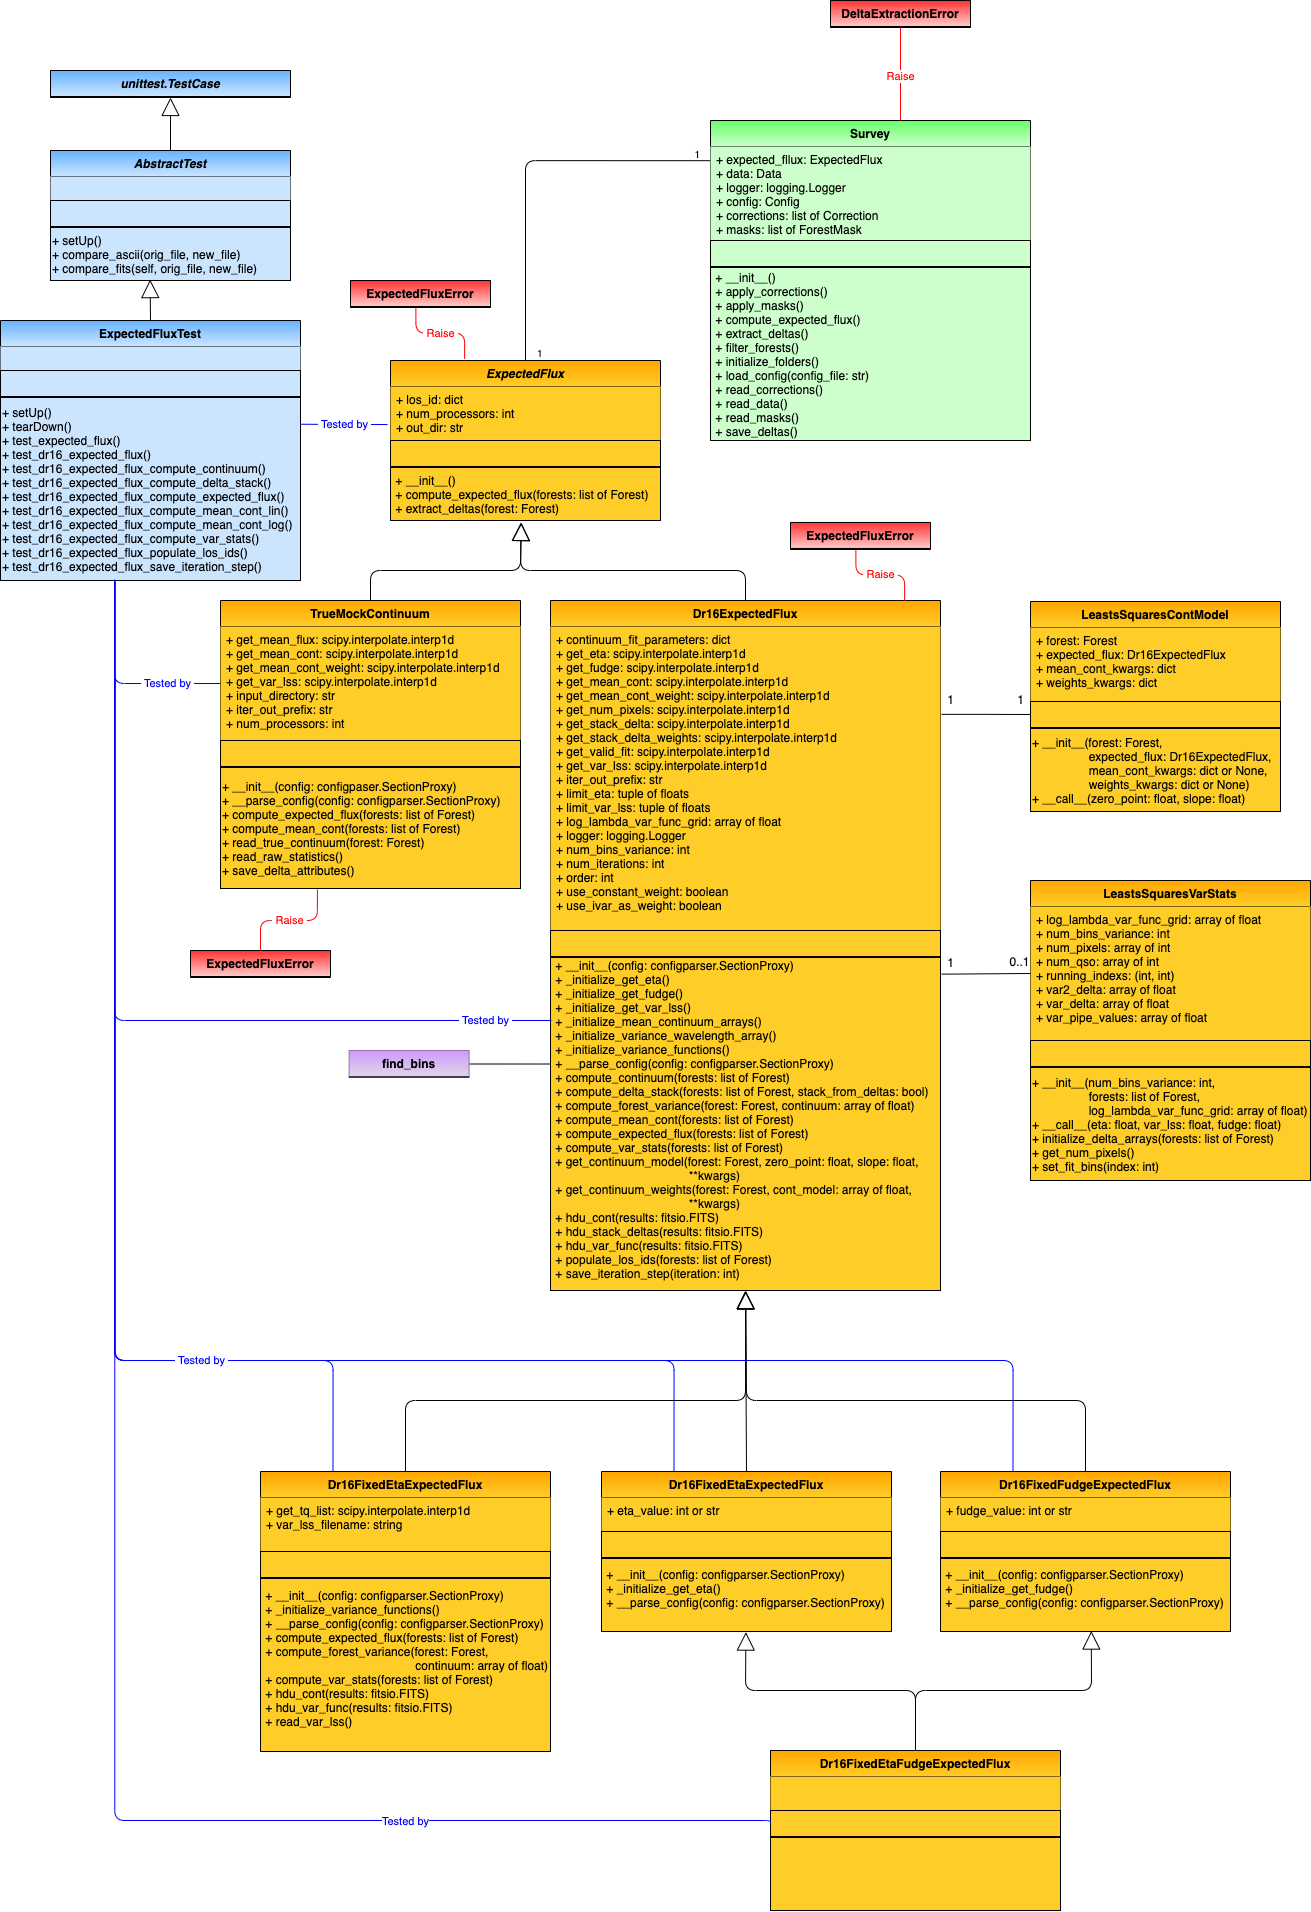 DeltaExtractionError
Raise
unittest.TestCase
AbstractTest
+ setUp()
+ compare_ascii(orig_file, new_file)
+ compare_fits(self, orig_file, new_file)
Survey
+ expected_fllux: ExpectedFlux
+ data: Data
+ logger: logging.Logger
+ config: Config
+ corrections: list of Correction
+ masks: list of ForestMask
+ __init__()
+ apply_corrections()
+ apply_masks()
+ compute_expected_flux()
+ extract_deltas()
+ filter_forests()
+ initialize_folders()
+ load_config(config_file: str)
+ read_corrections()
+ read_data()
+ read_masks()
+ save_deltas()
1
1
ExpectedFluxError
Raise
ExpectedFluxTest
+ setUp()
+ tearDown()
+ test_expected_flux()
+ test_dr16_expected_flux()
+ test_dr16_expected_flux_compute_continuum()
+ test_dr16_expected_flux_compute_delta_stack()
+ test_dr16_expected_flux_compute_expected_flux()
+ test_dr16_expected_flux_compute_mean_cont_lin()
+ test_dr16_expected_flux_compute_mean_cont_log()
+ test_dr16_expected_flux_compute_var_stats()
+ test_dr16_expected_flux_populate_los_ids()
+ test_dr16_expected_flux_save_iteration_step()
Tested by
ExpectedFlux
+ los_id: dict
+ num_processors: int
+ out_dir: str
+ __init__()
+ compute_expected_flux(forests: list of Forest)
+ extract_deltas(forest: Forest)
ExpectedFluxError
Raise
Tested by
TrueMockContinuum
+ get_mean_flux: scipy.interpolate.interp1d
+ get_mean_cont: scipy.interpolate.interp1d
+ get_mean_cont_weight: scipy.interpolate.interp1d
+ get_var_lss: scipy.interpolate.interp1d
+ input_directory: str
+ iter_out_prefix: str
+ num_processors: int
+ __init__(config: configpaser.SectionProxy)
+ __parse_config(config: configparser.SectionProxy)
+ compute_expected_flux(forests: list of Forest)
+ compute_mean_cont(forests: list of Forest)
+ read_true_continuum(forest: Forest)
+ read_raw_statistics()
+ save_delta_attributes()
Raise
ExpectedFluxError
Dr16ExpectedFlux
+ continuum_fit_parameters: dict
+ get_eta: scipy.interpolate.interp1d
+ get_fudge: scipy.interpolate.interp1d
+ get_mean_cont: scipy.interpolate.interp1d
+ get_mean_cont_weight: scipy.interpolate.interp1d
+ get_num_pixels: scipy.interpolate.interp1d
+ get_stack_delta: scipy.interpolate.interp1d
+ get_stack_delta_weights: scipy.interpolate.interp1d
+ get_valid_fit: scipy.interpolate.interp1d
+ get_var_lss: scipy.interpolate.interp1d
+ iter_out_prefix: str
+ limit_eta: tuple of floats
+ limit_var_lss: tuple of floats
+ log_lambda_var_func_grid: array of float
+ logger: logging.Logger
+ num_bins_variance: int
+ num_iterations: int
+ order: int
+ use_constant_weight: boolean
+ use_ivar_as_weight: boolean
+ __init__(config: configparser.SectionProxy)
+ _initialize_get_eta()
+ _initialize_get_fudge()
+ _initialize_get_var_lss()
+ _initialize_mean_continuum_arrays()
+ _initialize_variance_wavelength_array()
+ _initialize_variance_functions()
+ __parse_config(config: configparser.SectionProxy)
+ compute_continuum(forests: list of Forest)
+ compute_delta_stack(forests: list of Forest, stack_from_deltas: bool)
+ compute_forest_variance(forest: Forest, continuum: array of float)
+ compute_mean_cont(forests: list of Forest)
+ compute_expected_flux(forests: list of Forest)
+ compute_var_stats(forests: list of Forest)
+ get_continuum_model(forest: Forest, zero_point: float, slope: float,
**kwargs)
+ get_continuum_weights(forest: Forest, cont_model: array of float,
**kwargs)
+ hdu_cont(results: fitsio.FITS)
+ hdu_stack_deltas(results: fitsio.FITS)
+ hdu_var_func(results: fitsio.FITS)
+ populate_los_ids(forests: list of Forest)
+ save_iteration_step(iteration: int)
Tested by
find_bins
1
1
LeastsSquaresContModel
+ forest: Forest
+ expected_flux: Dr16ExpectedFlux
+ mean_cont_kwargs: dict
+ weights_kwargs: dict
+ __init__(forest: Forest,
expected_flux: Dr16ExpectedFlux,
mean_cont_kwargs: dict or None,
weights_kwargs: dict or None)
+ __call__(zero_point: float, slope: float)
1
0..1
LeastsSquaresVarStats
+ log_lambda_var_func_grid: array of float
+ num_bins_variance: int
+ num_pixels: array of int
+ num_qso: array of int
+ running_indexs: (int, int)
+ var2_delta: array of float
+ var_delta: array of float
+ var_pipe_values: array of float
+ __init__(num_bins_variance: int,
forests: list of Forest,
log_lambda_var_func_grid: array of float)
+ __call__(eta: float, var_lss: float, fudge: float)
+ initialize_delta_arrays(forests: list of Forest)
+ get_num_pixels()
+ set_fit_bins(index: int)
Tested by
Dr16FixedEtaExpectedFlux
+ get_tq_list: scipy.interpolate.interp1d
+ var_lss_filename: string
+ __init__(config: configparser.SectionProxy)
+ _initialize_variance_functions()
+ __parse_config(config: configparser.SectionProxy)
+ compute_expected_flux(forests: list of Forest)
+ compute_forest_variance(forest: Forest,
continuum: array of float)
+ compute_var_stats(forests: list of Forest)
+ hdu_cont(results: fitsio.FITS)
+ hdu_var_func(results: fitsio.FITS)
+ read_var_lss()
Dr16FixedEtaExpectedFlux
+ eta_value: int or str
+ __init__(config: configparser.SectionProxy)
+ _initialize_get_eta()
+ __parse_config(config: configparser.SectionProxy)
Dr16FixedFudgeExpectedFlux
+ fudge_value: int or str
+ __init__(config: configparser.SectionProxy)
+ _initialize_get_fudge()
+ __parse_config(config: configparser.SectionProxy)
Dr16FixedEtaFudgeExpectedFlux
Tested by